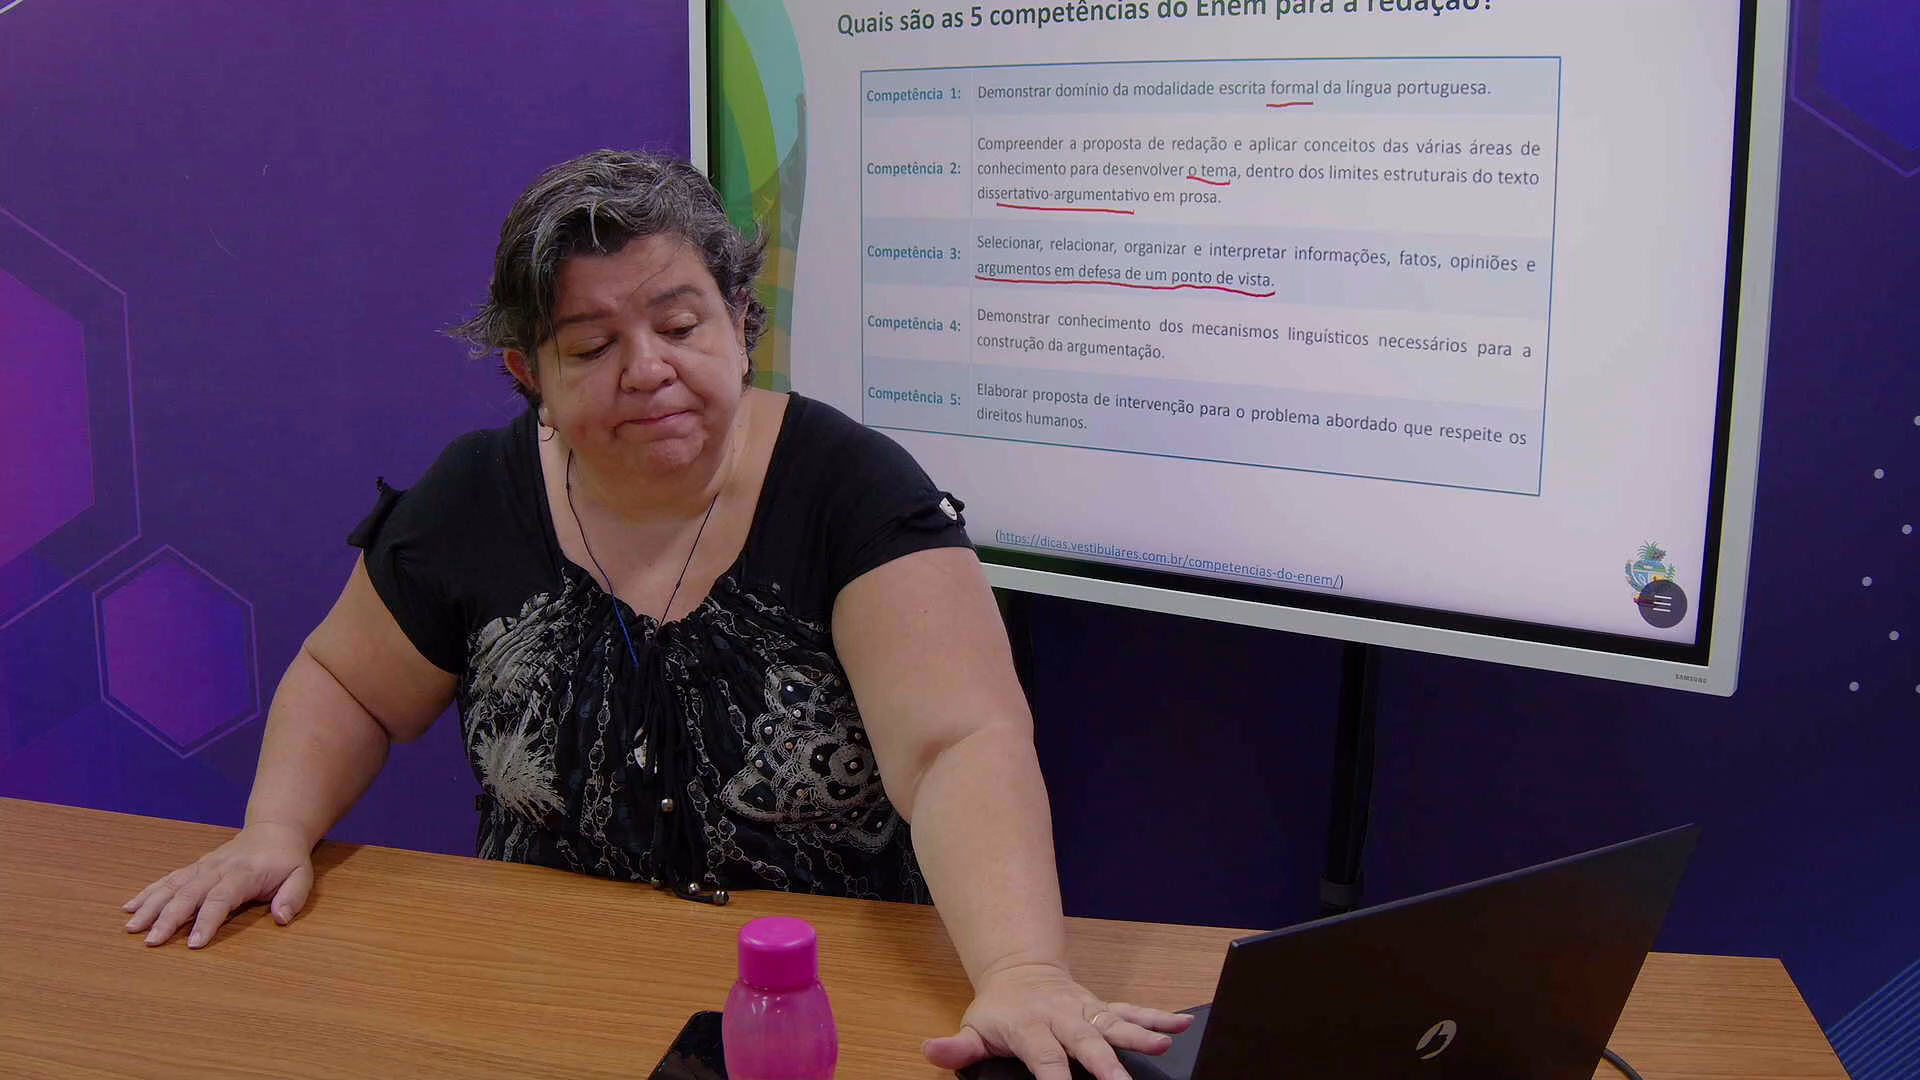 Quais são as 5 competências do Enem para a redação?
Competência 1: Demonstrar domínio da modalidade escrita formal da língua portuguesa.
Competência 2: Compreender a proposta de redação e aplicar conceitos das várias áreas de
conhecimento para desenvolver o tema, dentro dos limites estruturais do texto
dissertativo-argumentativo em prosa.
Competência 3: Selecionar, relacionar, organizar e interpretar informações, fatos, opiniões e
argumentos em defesa de um ponto de vista.
Competência 4: Demonstrar conhecimento dos mecanismos linguísticos necessários para a
construção da argumentação.
Competência 5: Elaborar proposta de intervenção para o problema abordado que respeite os
direitos humanos.
(https://dicas.vestibulares.com.br/competencias-do-enem/)
SAMSUNG